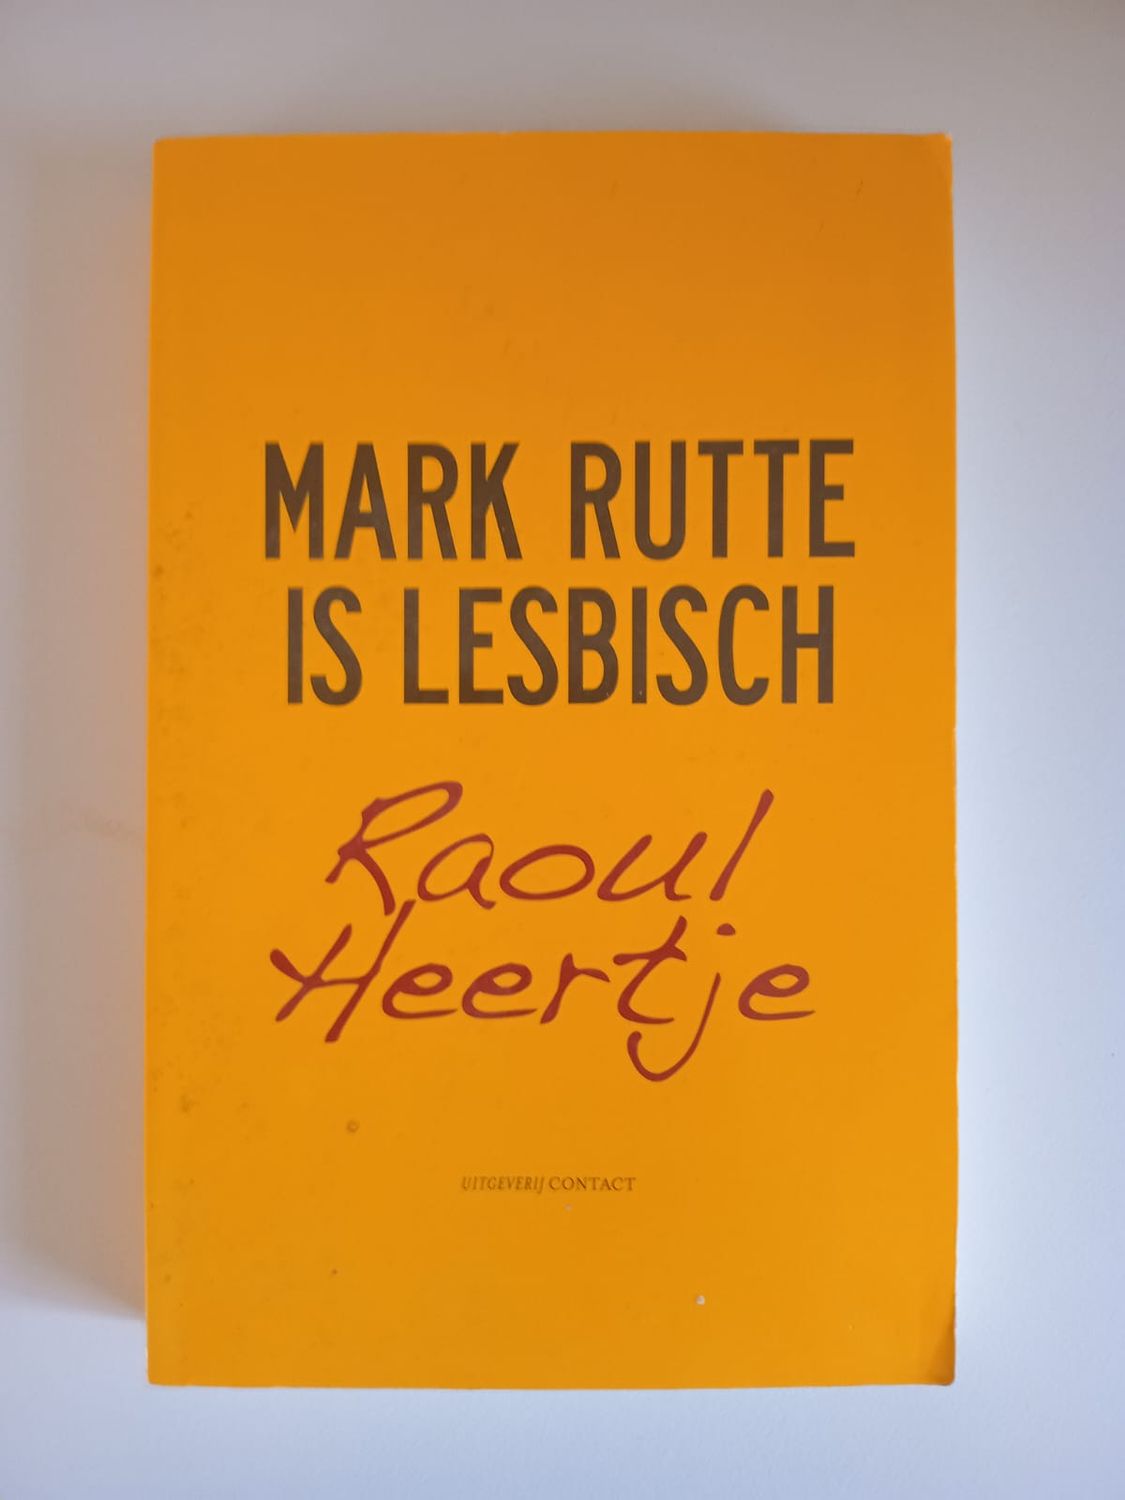 MARK RUTTE
IS LESBISCH
Raoul
Heertje
UITGEVERIJ CONTACT